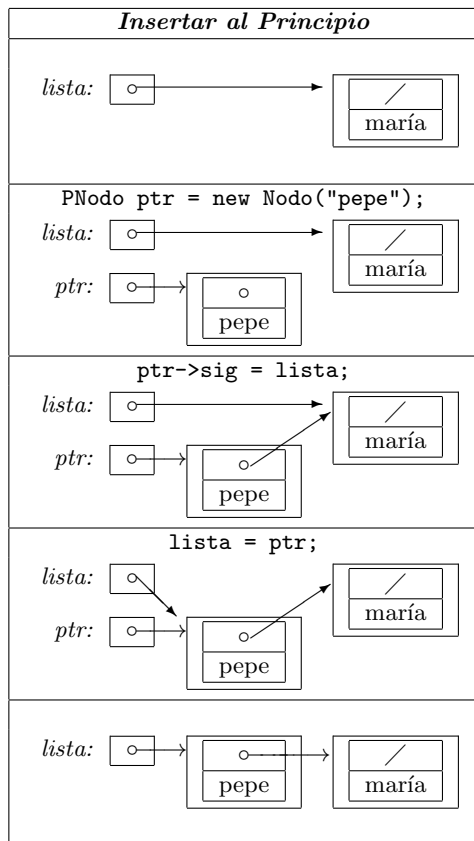 Insertar al Principio
lista:
maría
PNodo ptr = new Nodo("pepe");
lista:
maría
ptr:
pepe
ptr->sig = lista;
lista:
maría
ptr:
pepe
lista = ptr;
lista:
maría
ptr:
pepe
lista:
pepe maría